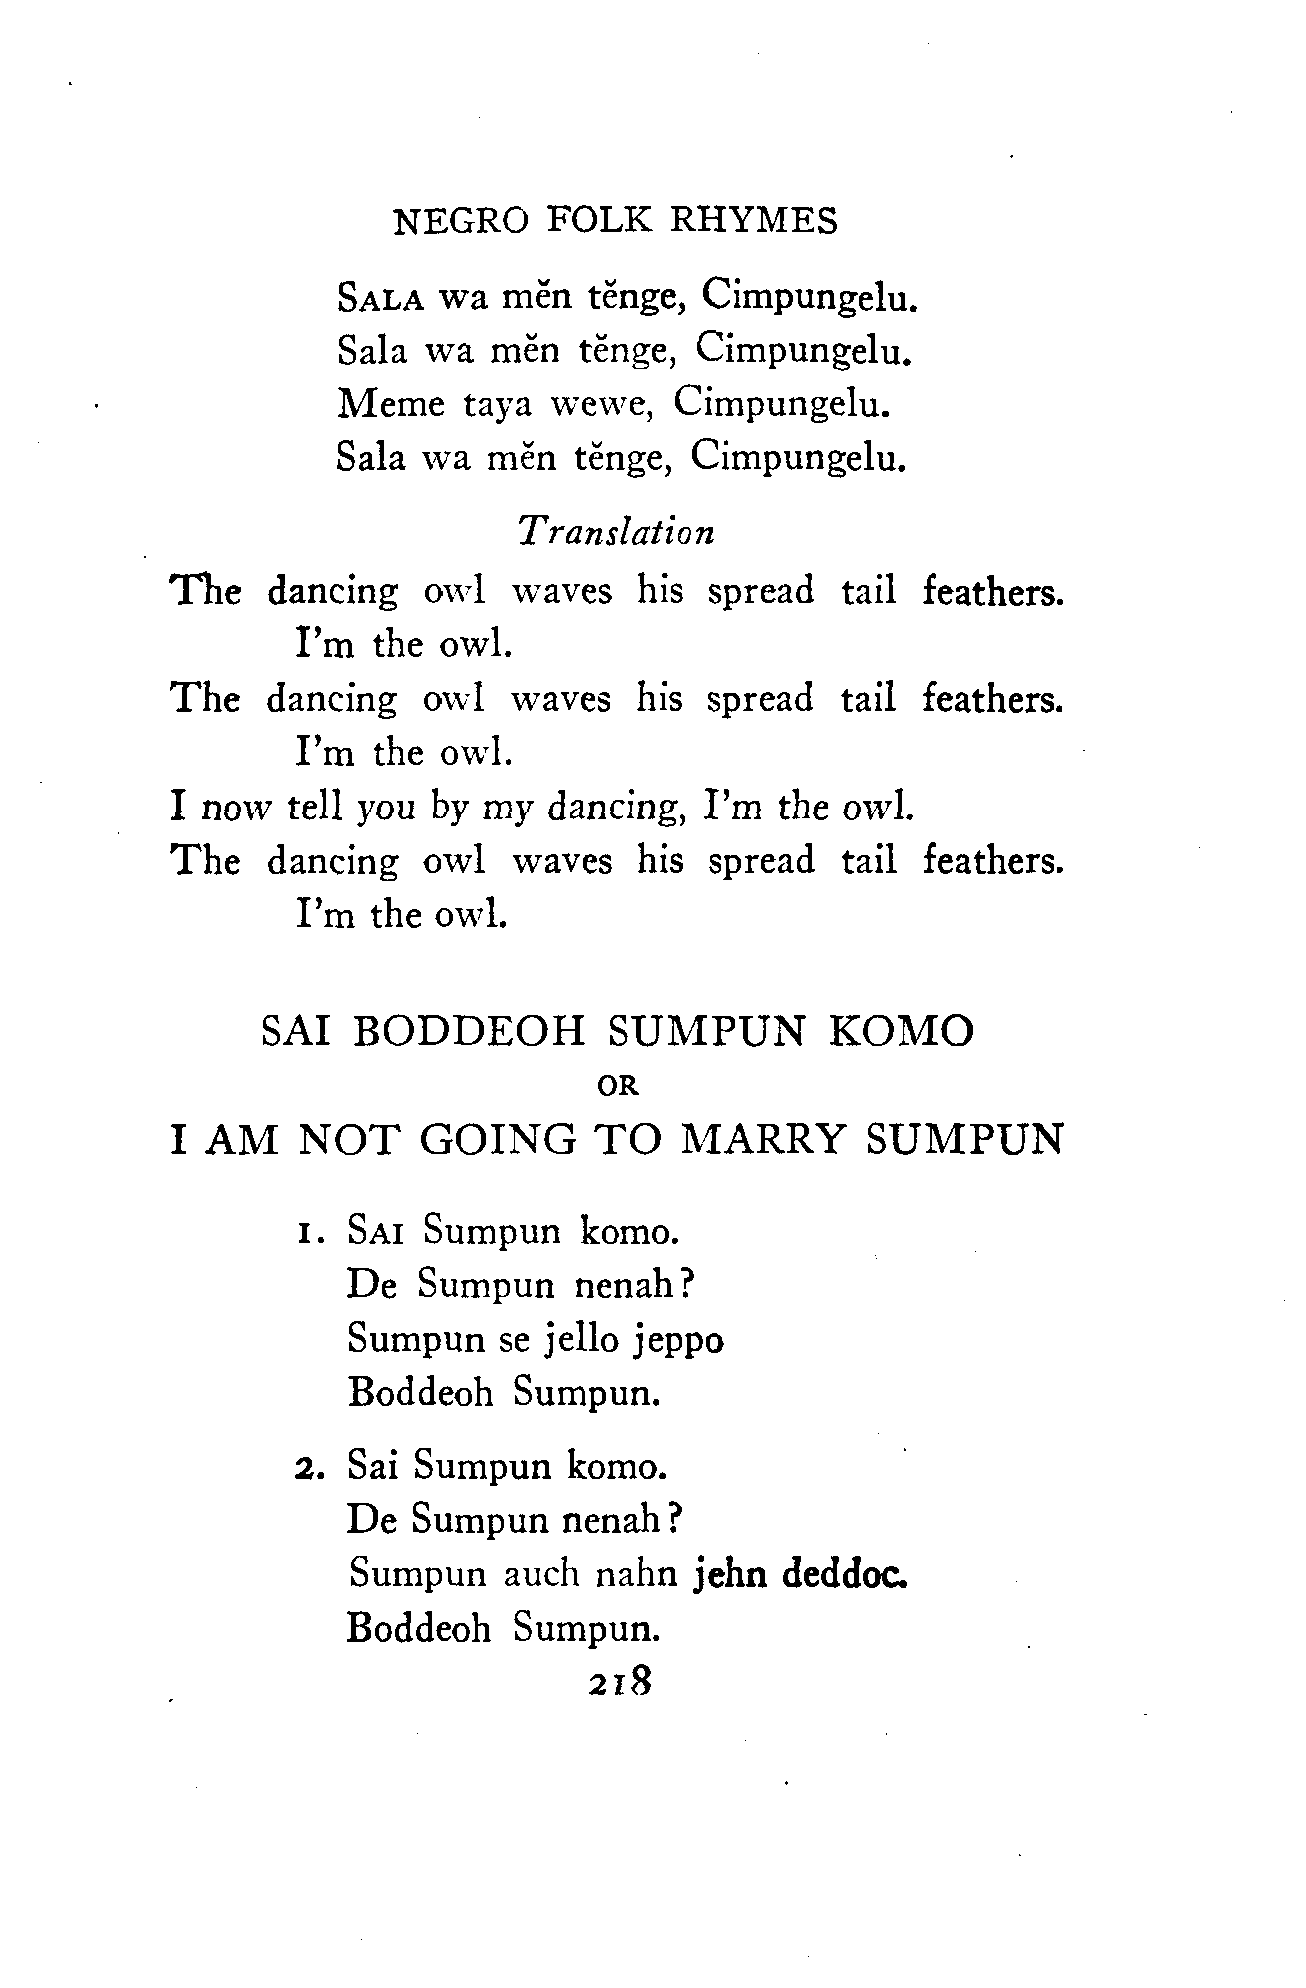 NEGRO FOLK RHYMES
SALA wa mĕn tĕnge, Cimpungelu.
Sala wa mĕn tĕnge, Cimpungelu.
Meme taya wewe, Cimpungelu.
Sala wa mĕn tĕnge, Cimpungelu.
Translation
The dancing owl waves his spread tail feathers.
I'm the owl.
The dancing owl waves his spread tail feathers.
I'm the owl.
I now tell you by my dancing, I'm the owl.
The dancing owl waves his spread tail feathers.
I'm the owl.
SAI BODDEOH SUMPUN KOMO
OR
I AM NOT GOING TO MARRY SUMPUN
1. SAI Sumpun komo.
De Sumpun nenah?
Sumpun se jello jeppo
Boddeoh Sumpun.
2. Sai Sumpun komo.
De Sumpun nenah?
Sumpun auch nahn jehn deddoc.
Boddeoh Sumpun.
218